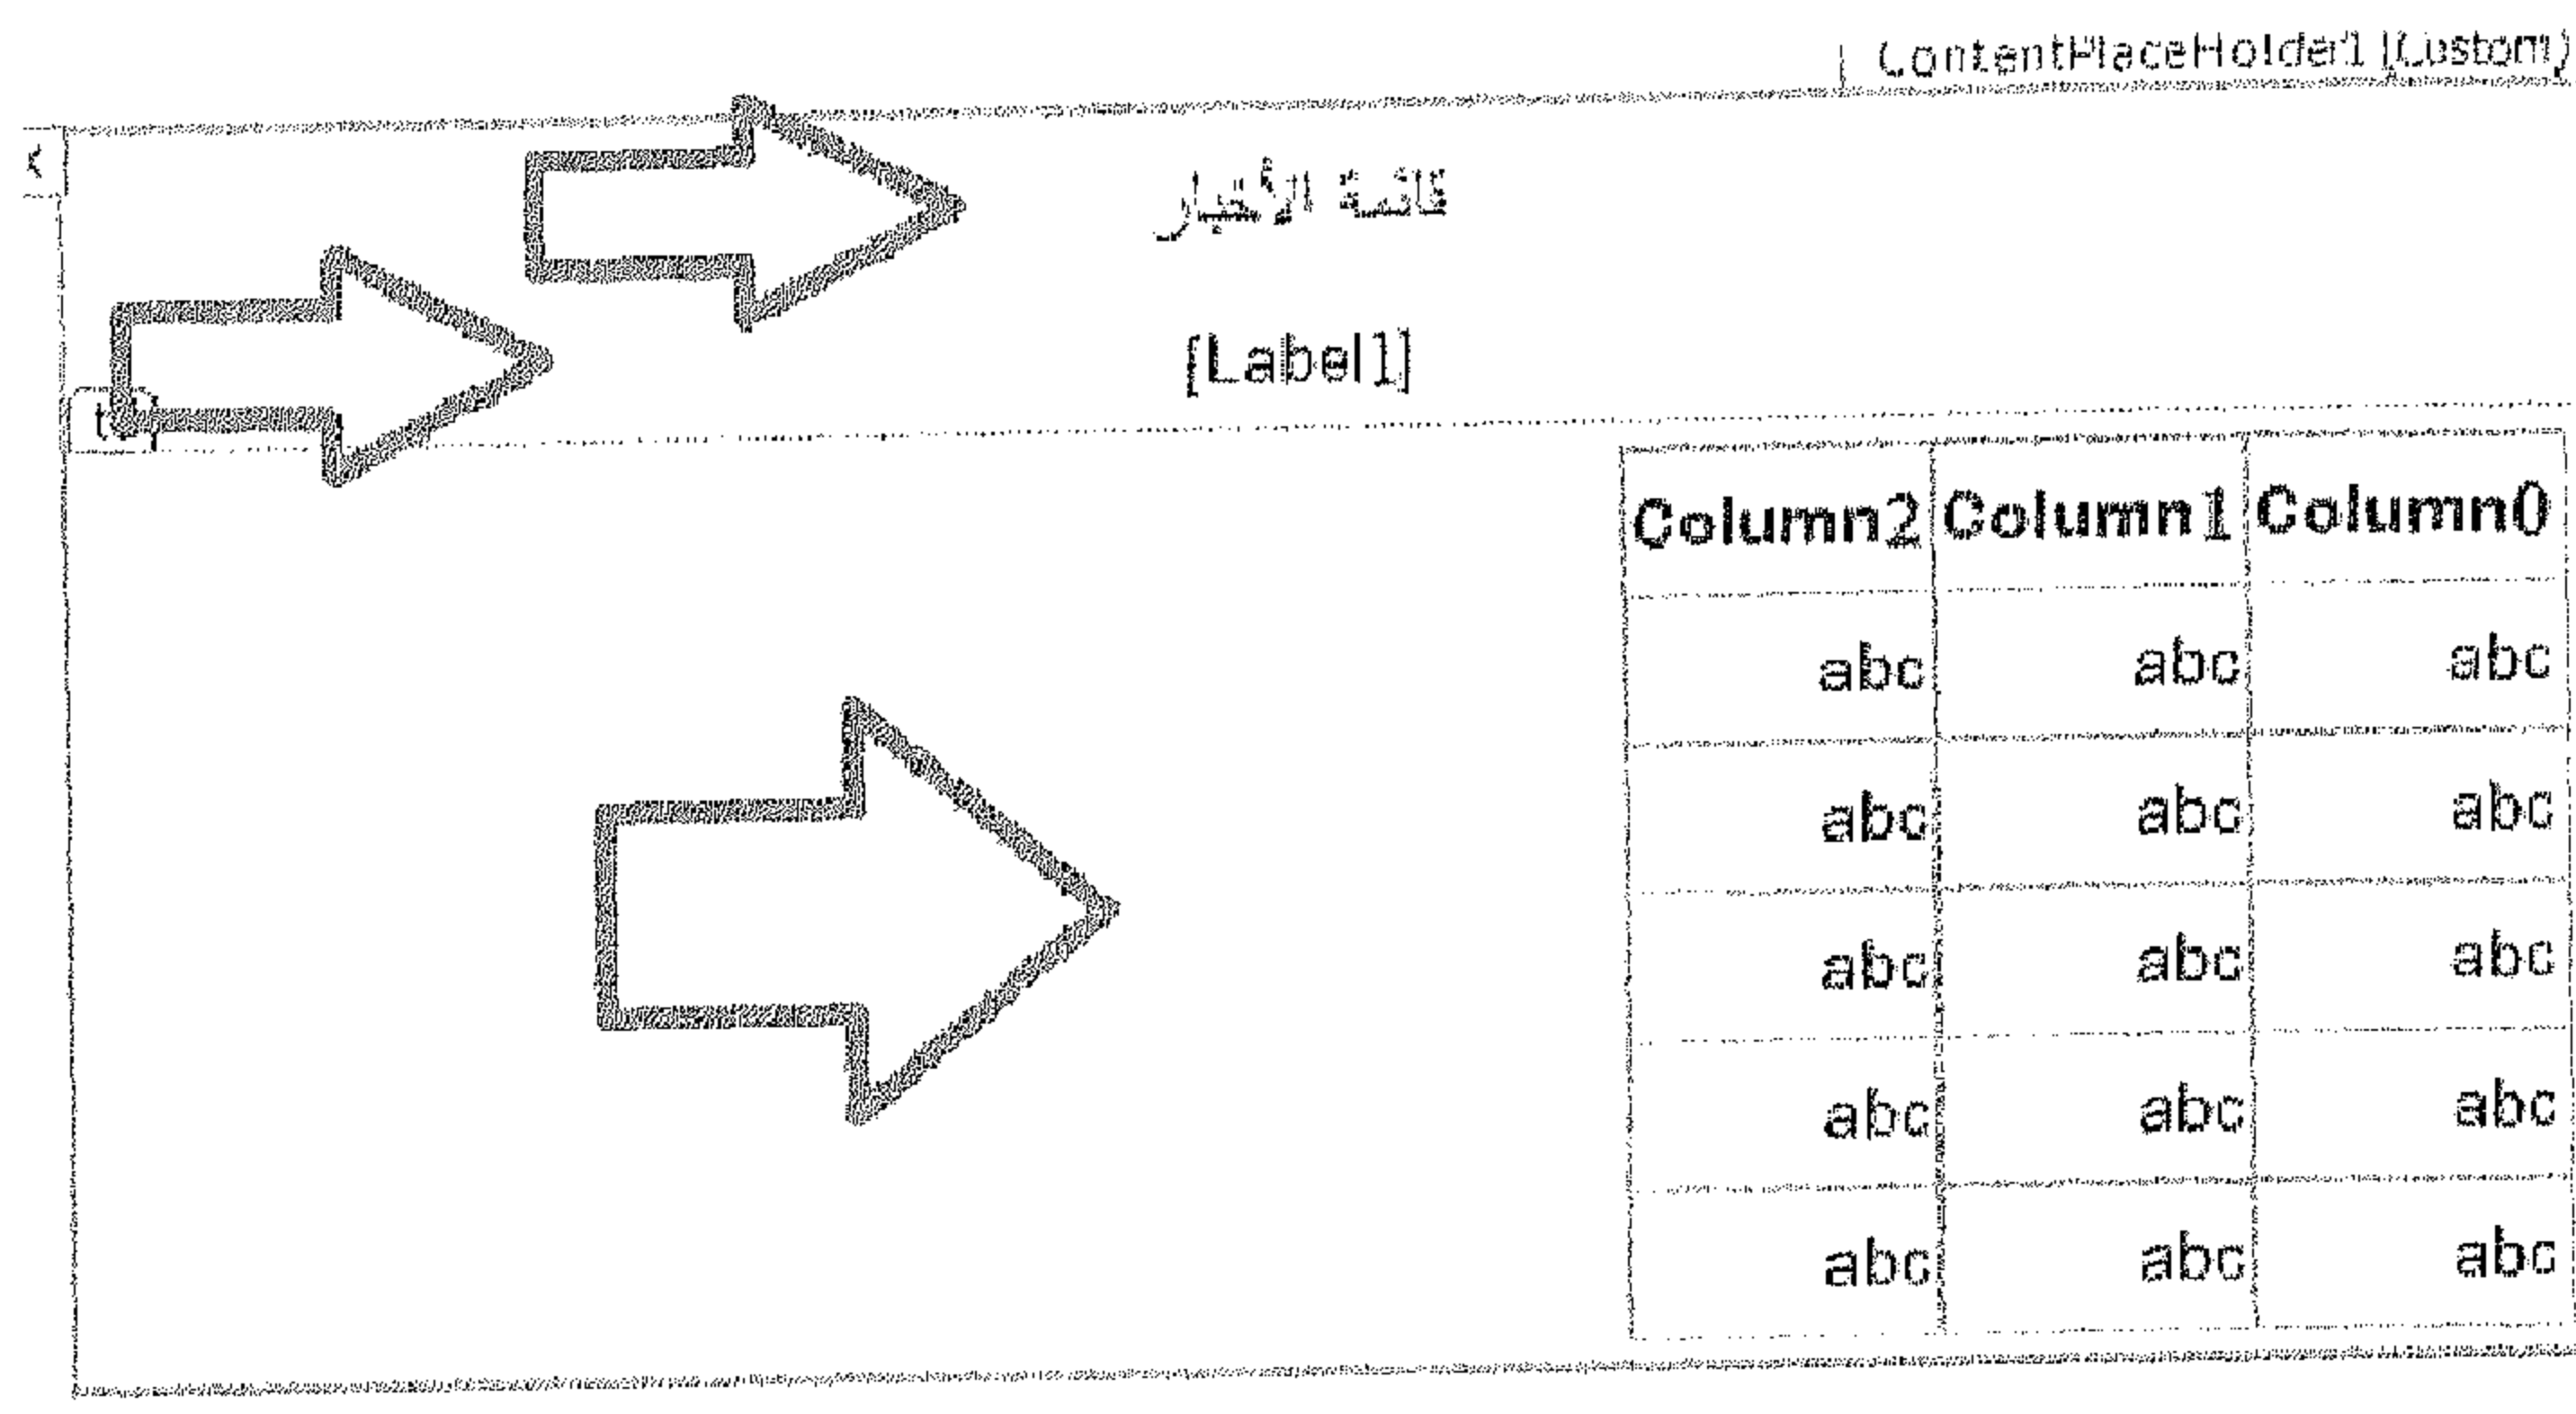 ContentPlaceHolder1 (Custom)
قائمة الأخبار
[Label1]
Column2 Column1 Column0
abc abc abc
abc abc abc
abc abc abc
abc abc abc
abc abc abc